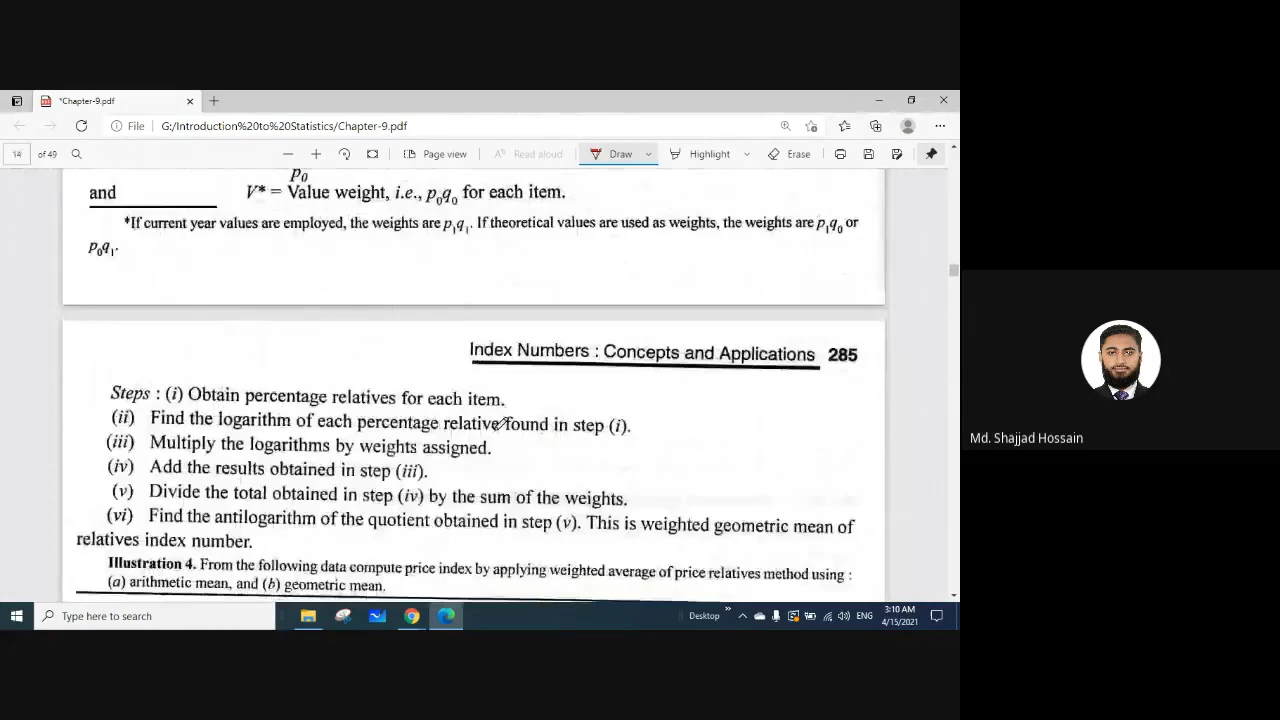 *Chapter-9.pdf
File G:/Introduction%20to%20Statistics/Chapter-9.pdf
14 of 49 Page view Read aloud Draw Highlight Erase
p₀
and V* = Value weight, i.e., p₀q₀ for each item.
*If current year values are employed, the weights are p₁q₁. If theoretical values are used as weights, the weights are p₁q₀ or
p₀q₁.
Index Numbers : Concepts and Applications 285
Steps : (i) Obtain percentage relatives for each item.
(ii) Find the logarithm of each percentage relative found in step (i).
(iii) Multiply the logarithms by weights assigned.
(iv) Add the results obtained in step (iii).
(v) Divide the total obtained in step (iv) by the sum of the weights.
(vi) Find the antilogarithm of the quotient obtained in step (v). This is weighted geometric mean of
relatives index number.
Illustration 4. From the following data compute price index by applying weighted average of price relatives method using :
(a) arithmetic mean, and (b) geometric mean.
Md. Shajjad Hossain
Type here to search
Desktop
ENG
3:10 AM
4/15/2021